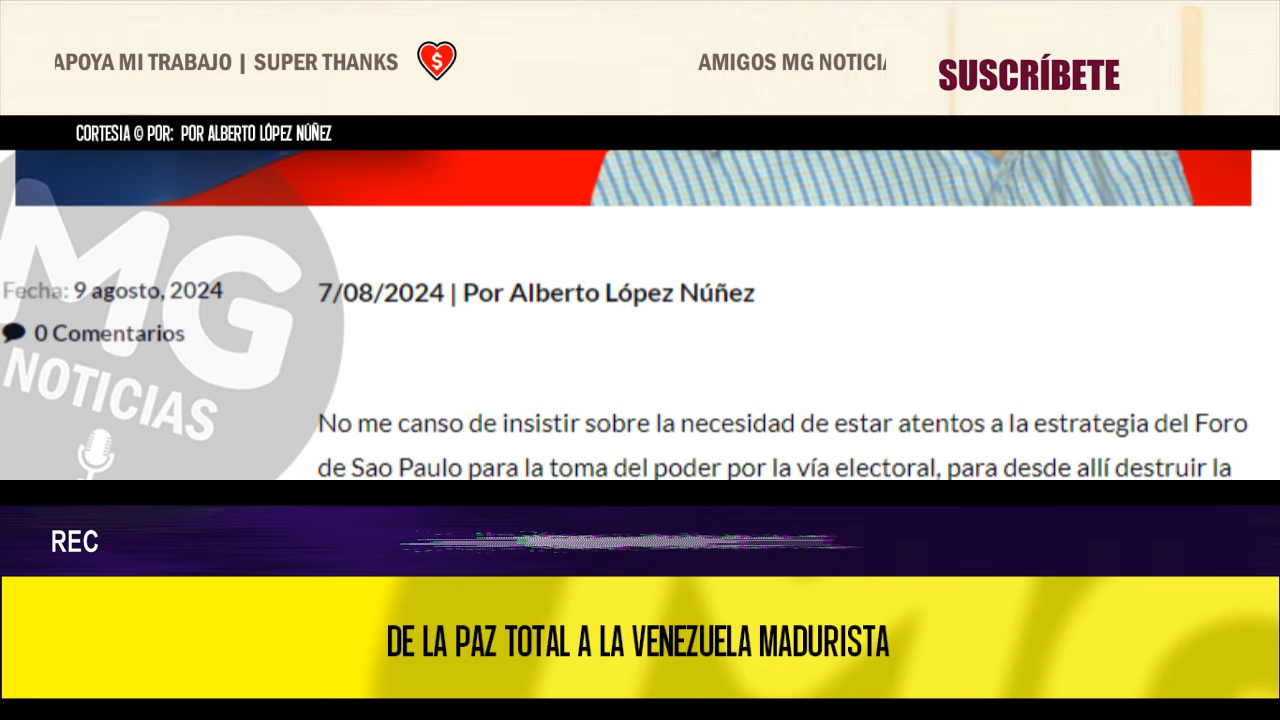 APOYA MI TRABAJO | SUPER THANKS
$
AMIGOS MG NOTICIA
SUSCRÍBETE
CORTESIA © POR: POR ALBERTO LÓPEZ NÚÑEZ
MG
NOTICIAS
Fecha: 9 agosto, 2024
0 Comentarios
7/08/2024 | Por Alberto López Núñez
No me canso de insistir sobre la necesidad de estar atentos a la estrategia del Foro
de Sao Paulo para la toma del poder por la vía electoral, para desde allí destruir la
REC
DE LA PAZ TOTAL A LA VENEZUELA MADURISTA